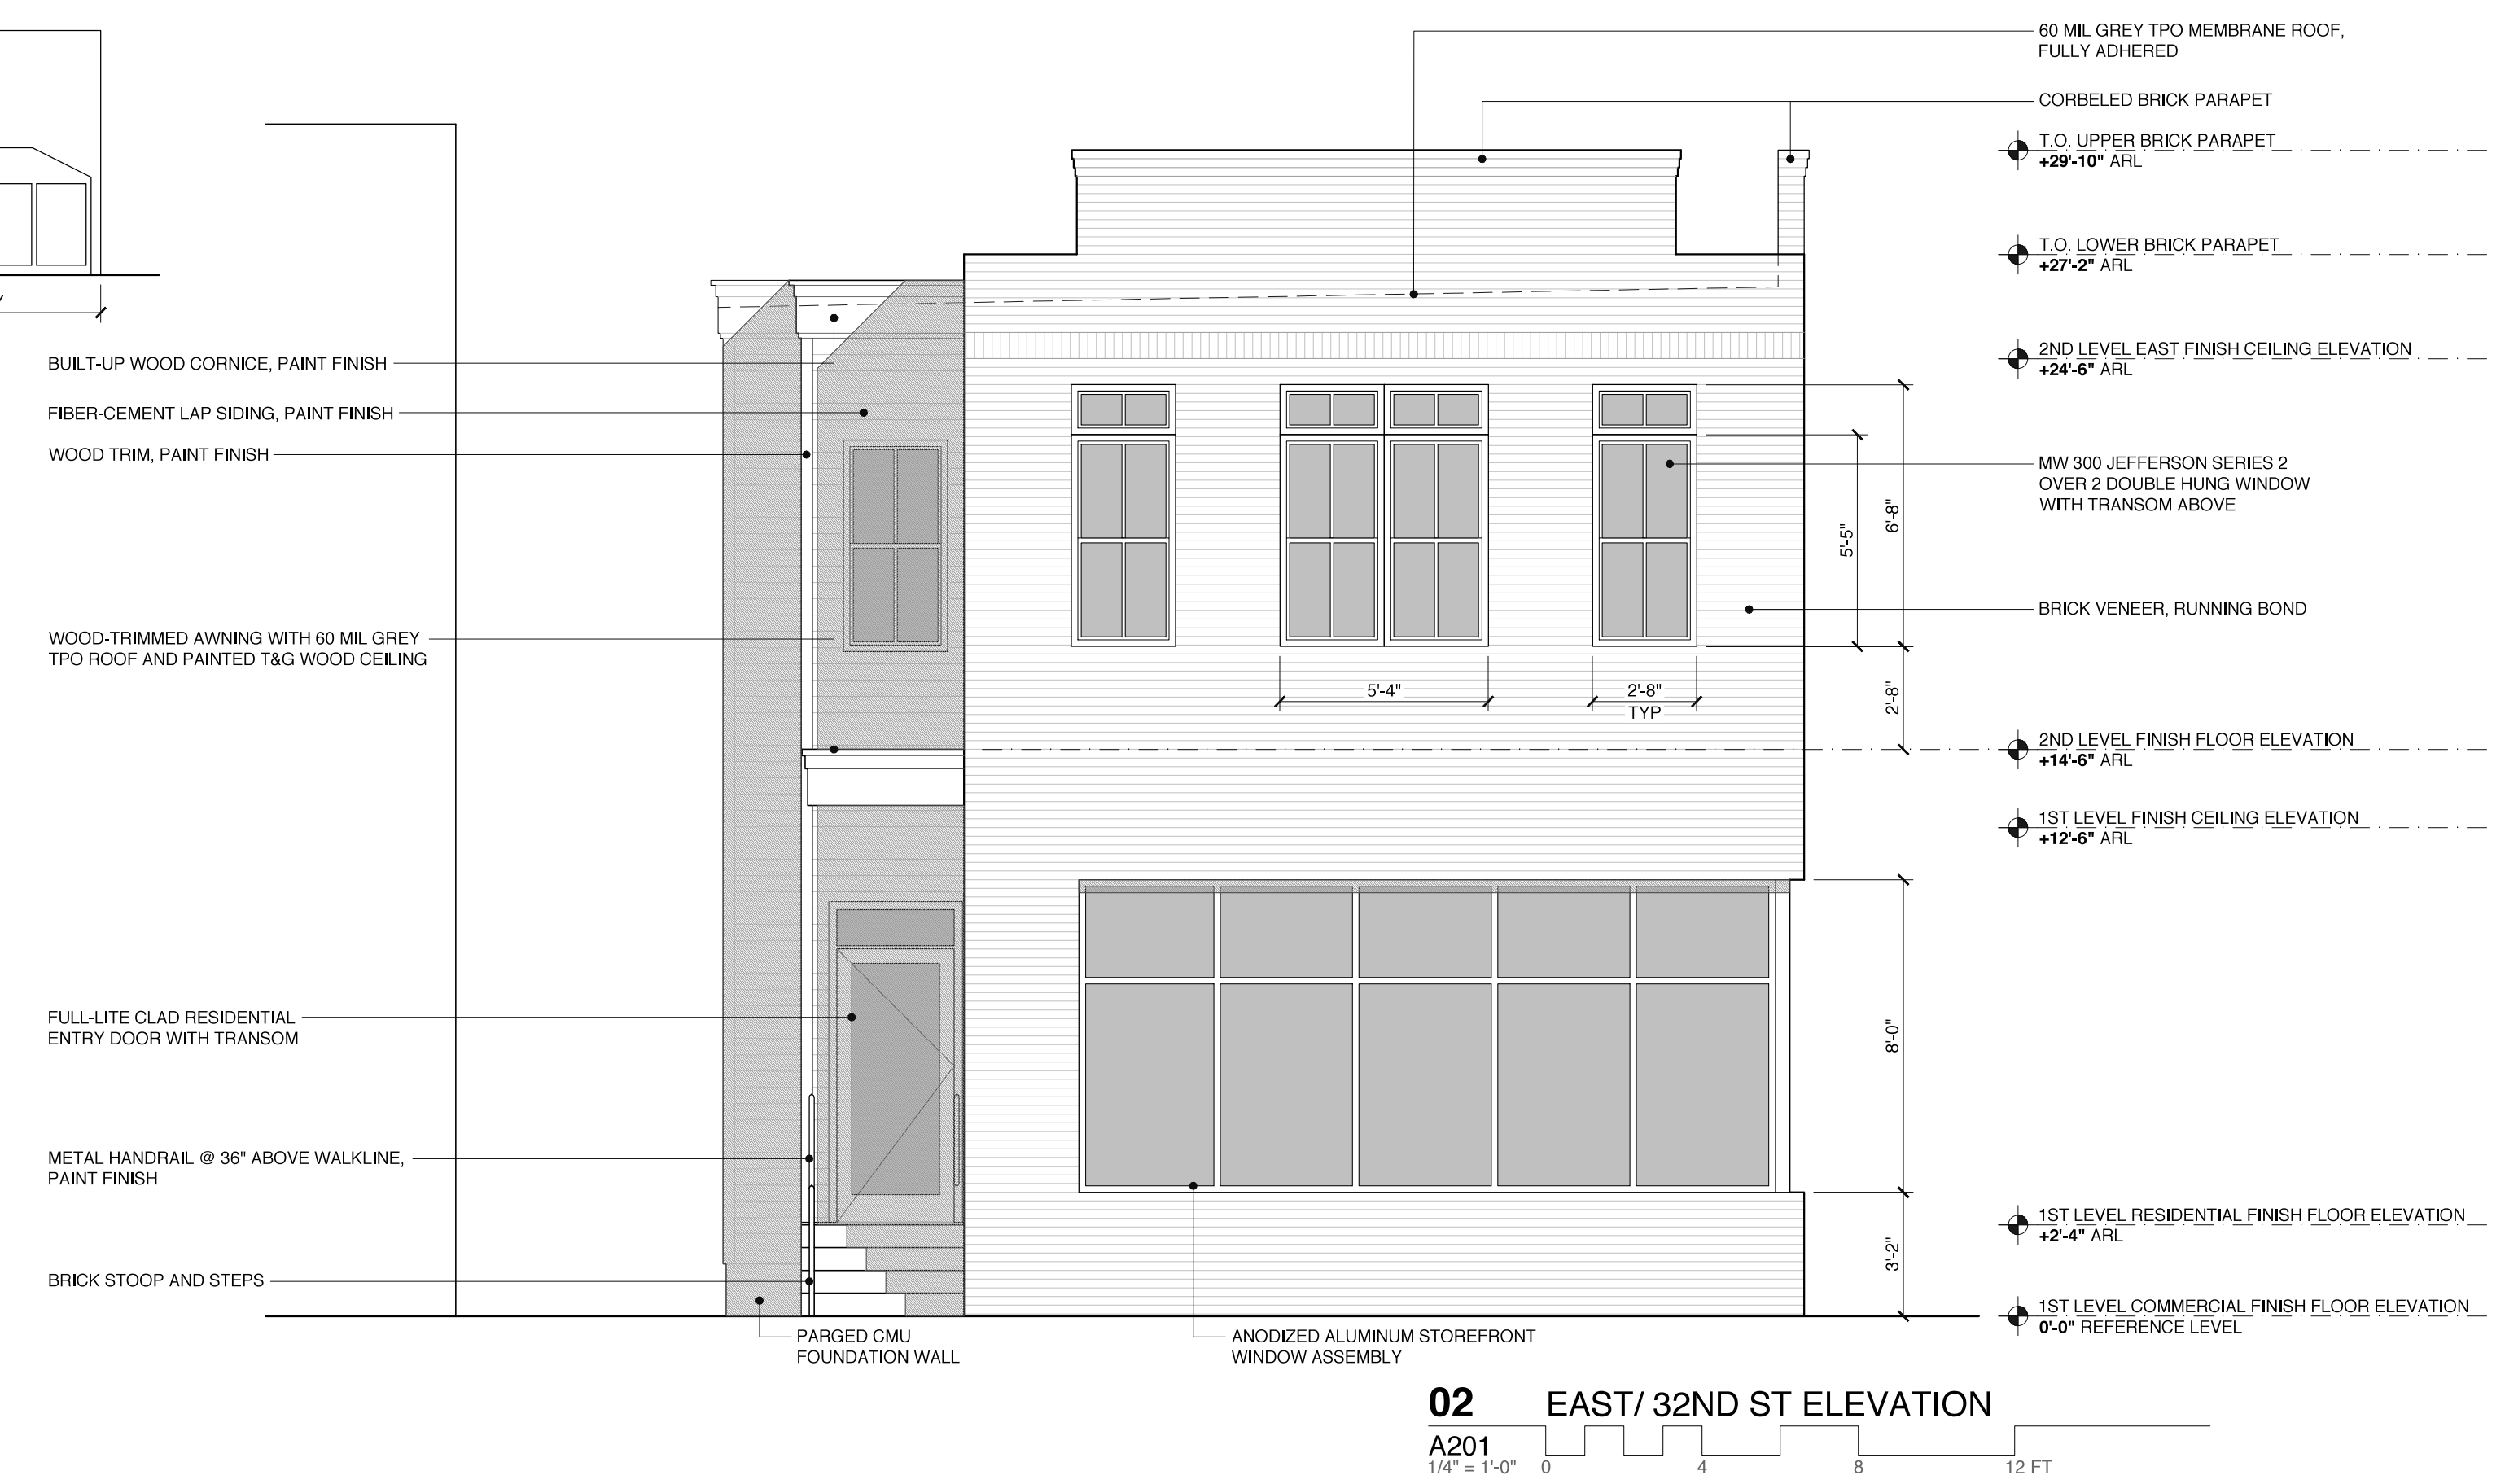 60 MIL GREY TPO MEMBRANE ROOF,
FULLY ADHERED
CORBELED BRICK PARAPET
T.O. UPPER BRICK PARAPET
+29'-10" ARL
T.O. LOWER BRICK PARAPET
+27'-2" ARL
2ND LEVEL EAST FINISH CEILING ELEVATION
+24'-6" ARL
BUILT-UP WOOD CORNICE, PAINT FINISH
FIBER-CEMENT LAP SIDING, PAINT FINISH
WOOD TRIM, PAINT FINISH
MW 300 JEFFERSON SERIES 2
OVER 2 DOUBLE HUNG WINDOW
WITH TRANSOM ABOVE
6'-8"
5'-5"
BRICK VENEER, RUNNING BOND
WOOD-TRIMMED AWNING WITH 60 MIL GREY
TPO ROOF AND PAINTED T&G WOOD CEILING
5'-4"
2'-8"
TYP
2'-8"
2ND LEVEL FINISH FLOOR ELEVATION
+14'-6" ARL
1ST LEVEL FINISH CEILING ELEVATION
+12'-6" ARL
FULL-LITE CLAD RESIDENTIAL
ENTRY DOOR WITH TRANSOM
8'-0"
METAL HANDRAIL @ 36" ABOVE WALKLINE,
PAINT FINISH
1ST LEVEL RESIDENTIAL FINISH FLOOR ELEVATION
+2'-4" ARL
3'-2"
BRICK STOOP AND STEPS
1ST LEVEL COMMERCIAL FINISH FLOOR ELEVATION
0'-0" REFERENCE LEVEL
PARGED CMU
FOUNDATION WALL
ANODIZED ALUMINUM STOREFRONT
WINDOW ASSEMBLY
02 EAST/ 32ND ST ELEVATION
A201
1/4" = 1'-0" 0 4 8 12 FT